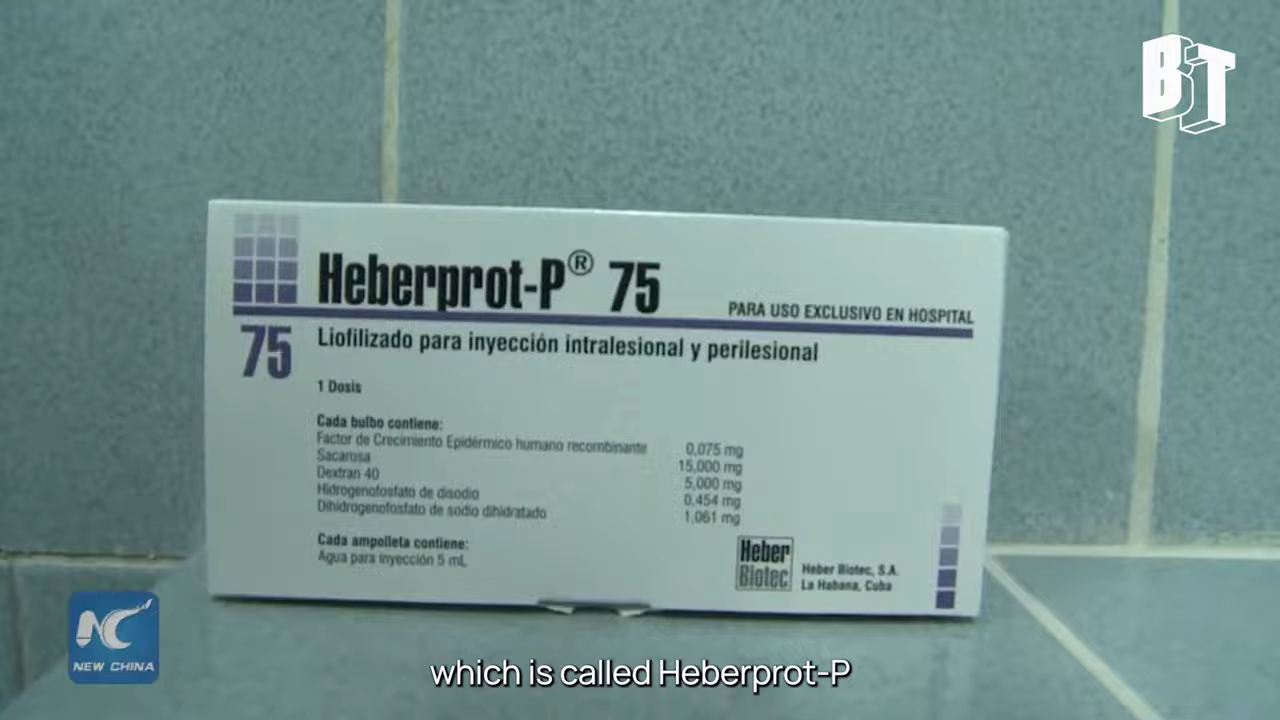 BT
Heberprot-P® 75
PARA USO EXCLUSIVO EN HOSPITAL
75
Liofilizado para inyección intralesional y perilesional
1 Dosis
Cada bulbo contiene:
Factor de Crecimiento Epidérmico humano recombinante 0,075 mg
Sacarosa 15,000 mg
Dextran 40 5,000 mg
Hidrogenofosfato de disodio 0,454 mg
Dihidrogenofosfato de sodio dihidratado 1,061 mg
Cada ampolleta contiene:
Agua para inyección 5 mL
Heber
Biotec
Heber Biotec, S.A.
La Habana, Cuba
NC
NEW CHINA
which is called Heberprot-P